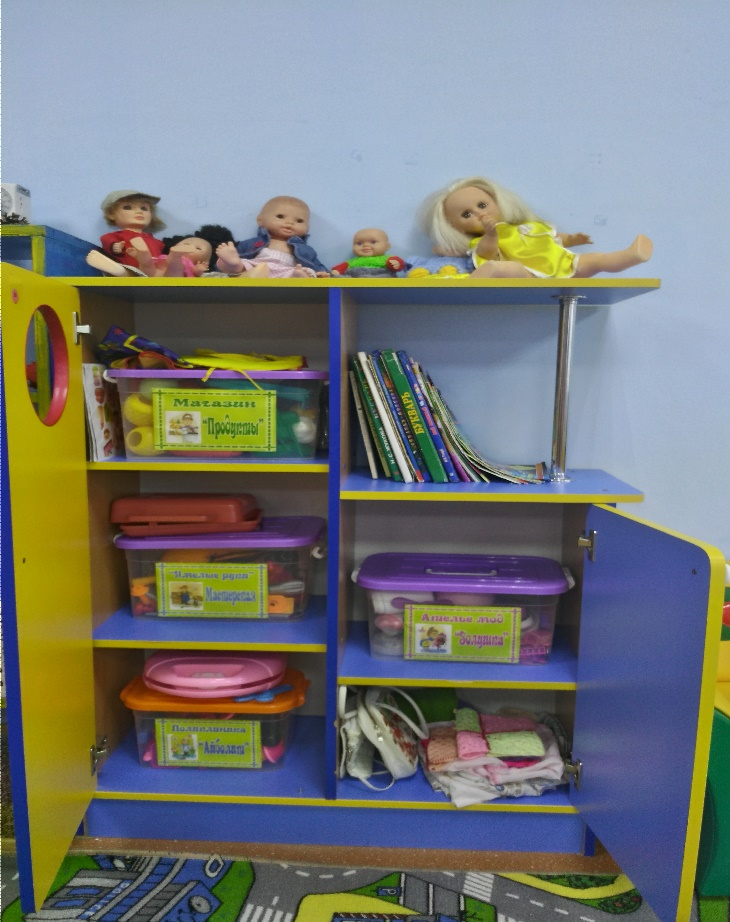 Магазин
"Продукты"
БУКВАРЬ
Умелые руки
Мастерская
Ателье мод
"Золушка"
Поликлиника
"Айболит"